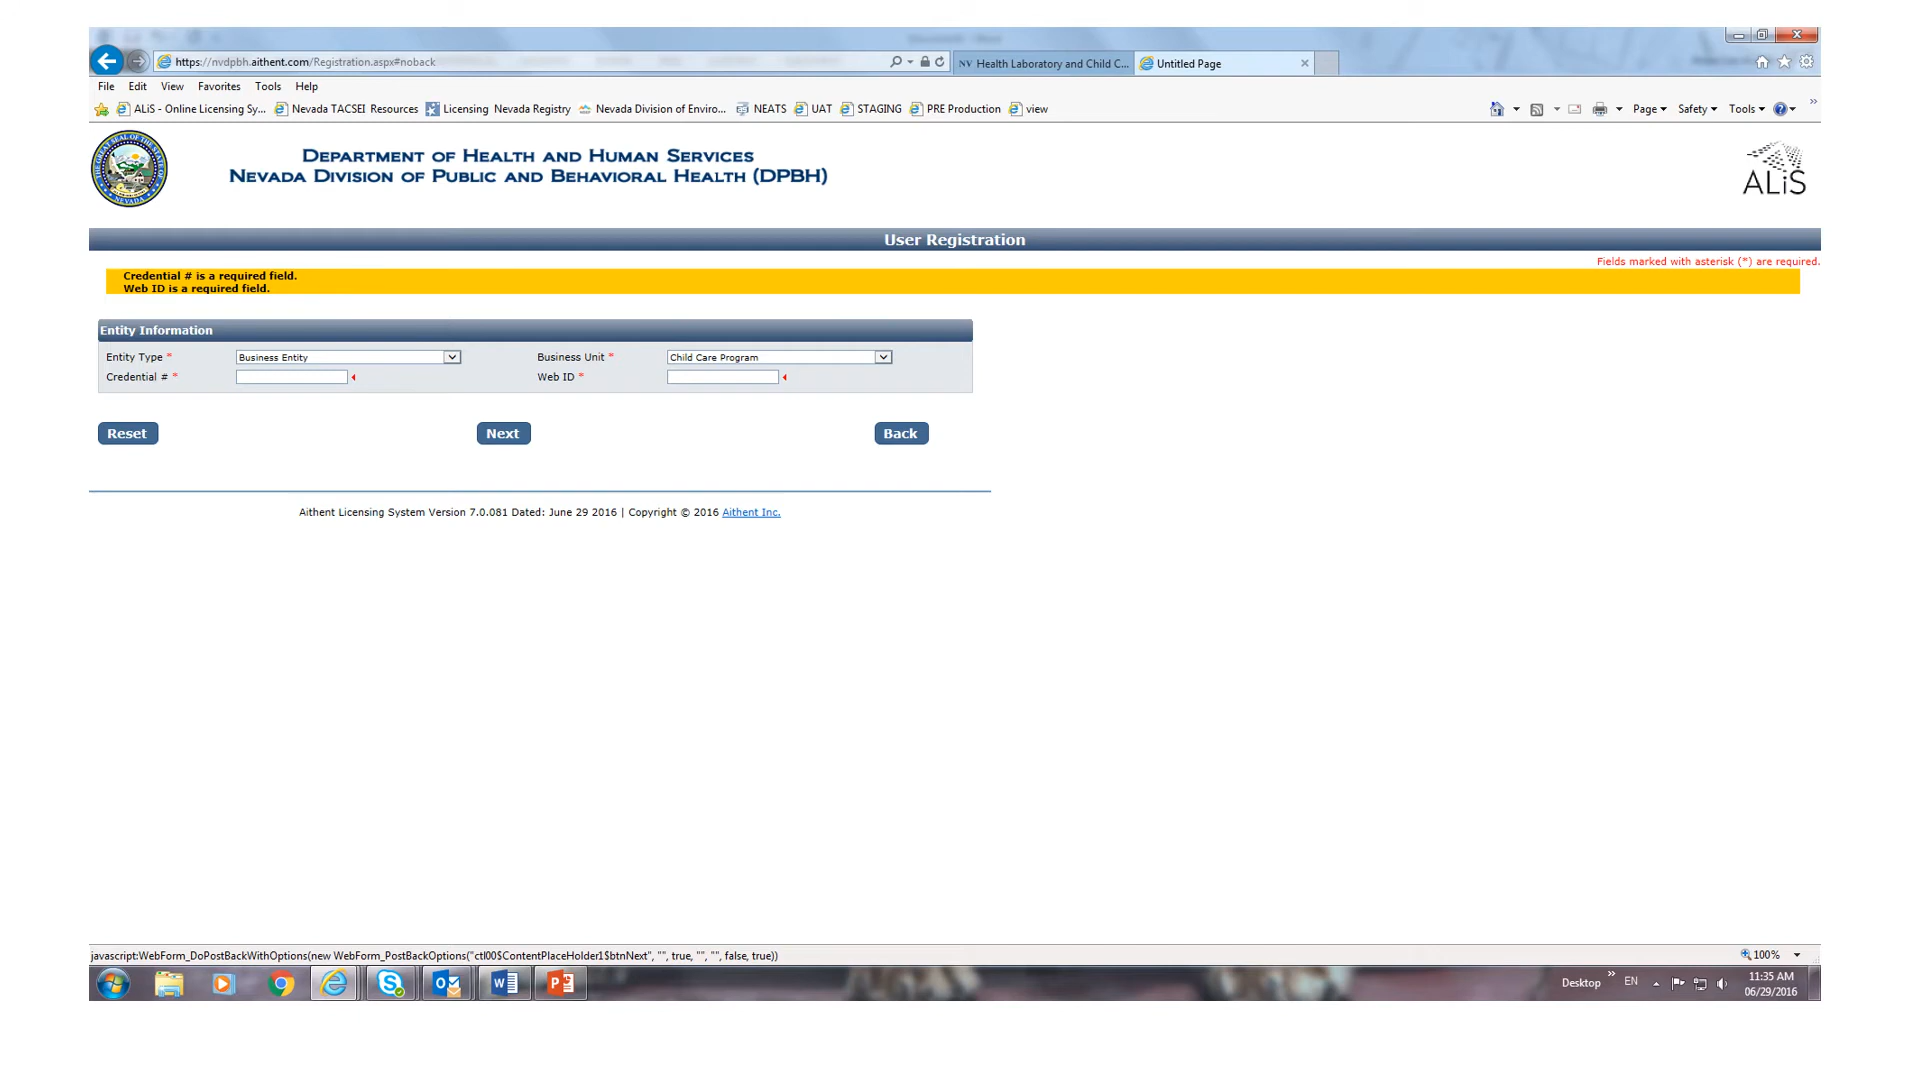 https://nvdpbh.aithent.com/Registration.aspx#noback
NV Health Laboratory and Child C...
Untitled Page
File Edit View Favorites Tools Help
ALiS - Online Licensing Sy... Nevada TACSEI Resources Licensing Nevada Registry Nevada Division of Enviro... NEATS UAT STAGING PRE Production view
Page Safety Tools
DEPARTMENT OF HEALTH AND HUMAN SERVICES
NEVADA DIVISION OF PUBLIC AND BEHAVIORAL HEALTH (DPBH)
ALiS
User Registration
Fields marked with asterisk (*) are required.
Credential # is a required field.
Web ID is a required field.
Entity Information
Entity Type * Business Entity Business Unit * Child Care Program
Credential # * Web ID *
Reset Next Back
Aithent Licensing System Version 7.0.081 Dated: June 29 2016 | Copyright © 2016 Aithent Inc.
javascript:WebForm_DoPostBackWithOptions(new WebForm_PostBackOptions("ctl00$ContentPlaceHolder1$btnNext", "", true, "", "", false, true))
100%
Desktop EN 11:35 AM
06/29/2016